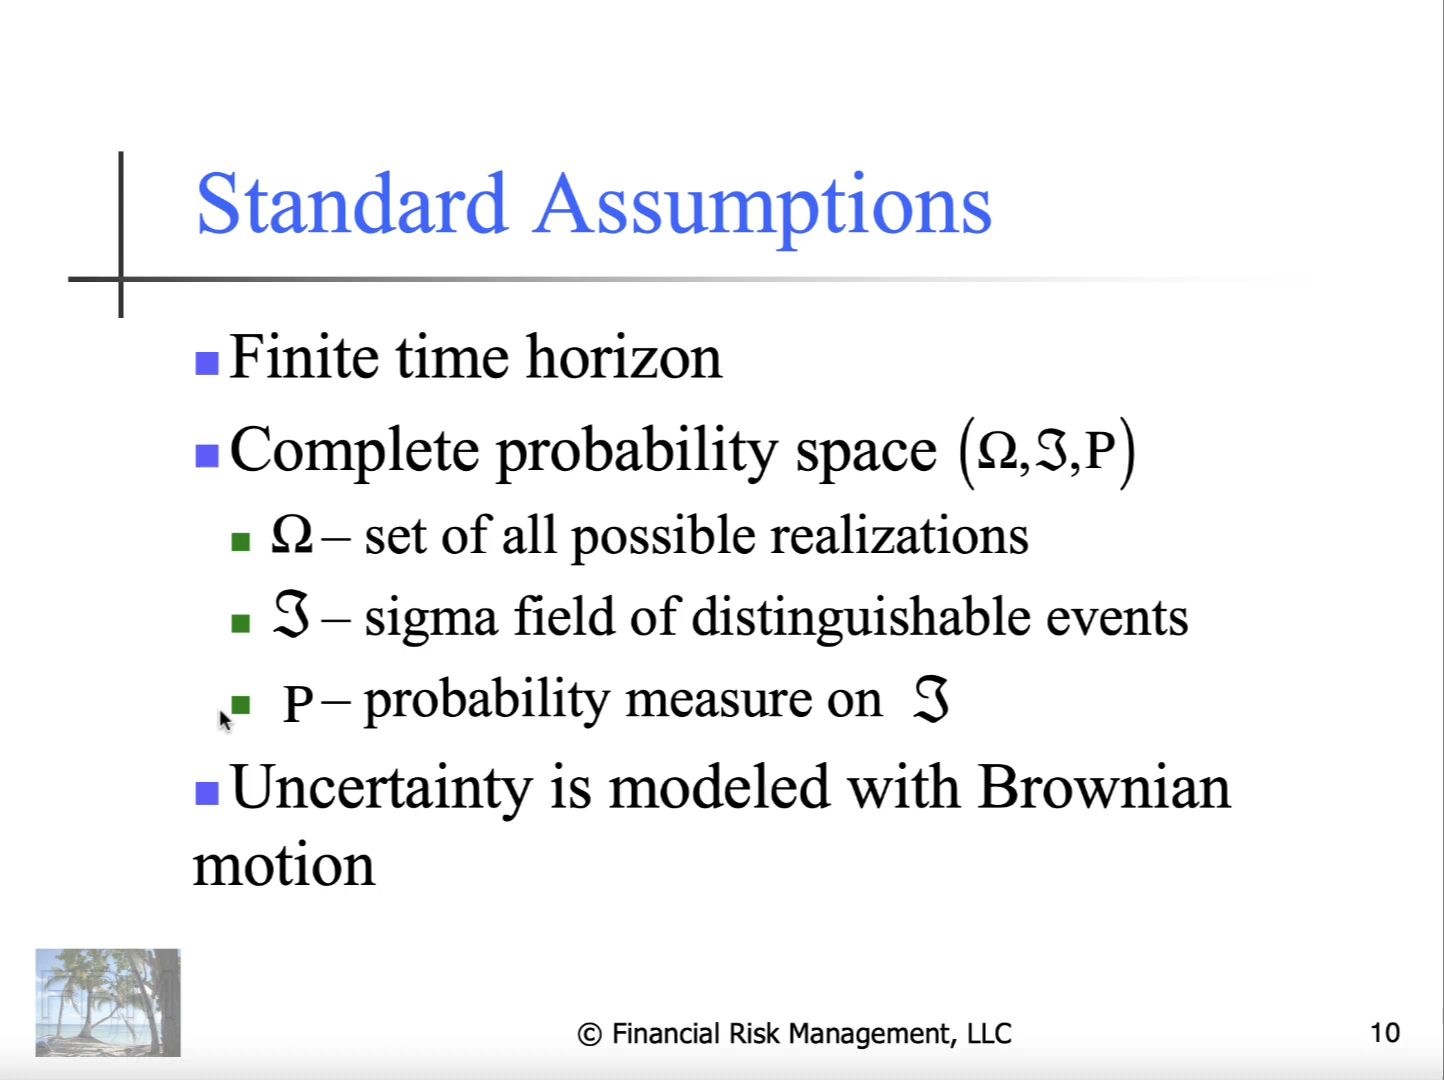 Standard Assumptions
Finite time horizon
Complete probability space (Ω,ℑ,P)
Ω – set of all possible realizations
ℑ – sigma field of distinguishable events
P – probability measure on ℑ
Uncertainty is modeled with Brownian
motion
© Financial Risk Management, LLC
10